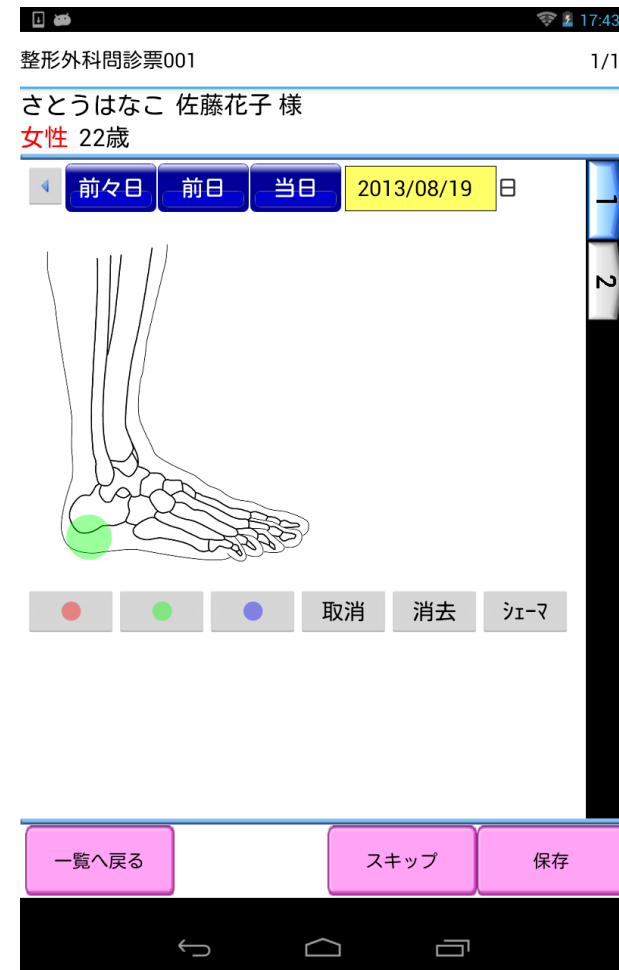 17:43
整形外科問診票001 1/1
さとうはなこ 佐藤花子 様
女性 22歳
前々日 前日 当日 2013/08/19 日
1
2
取消 消去 ｼｪｰﾏ
一覧へ戻る スキップ 保存